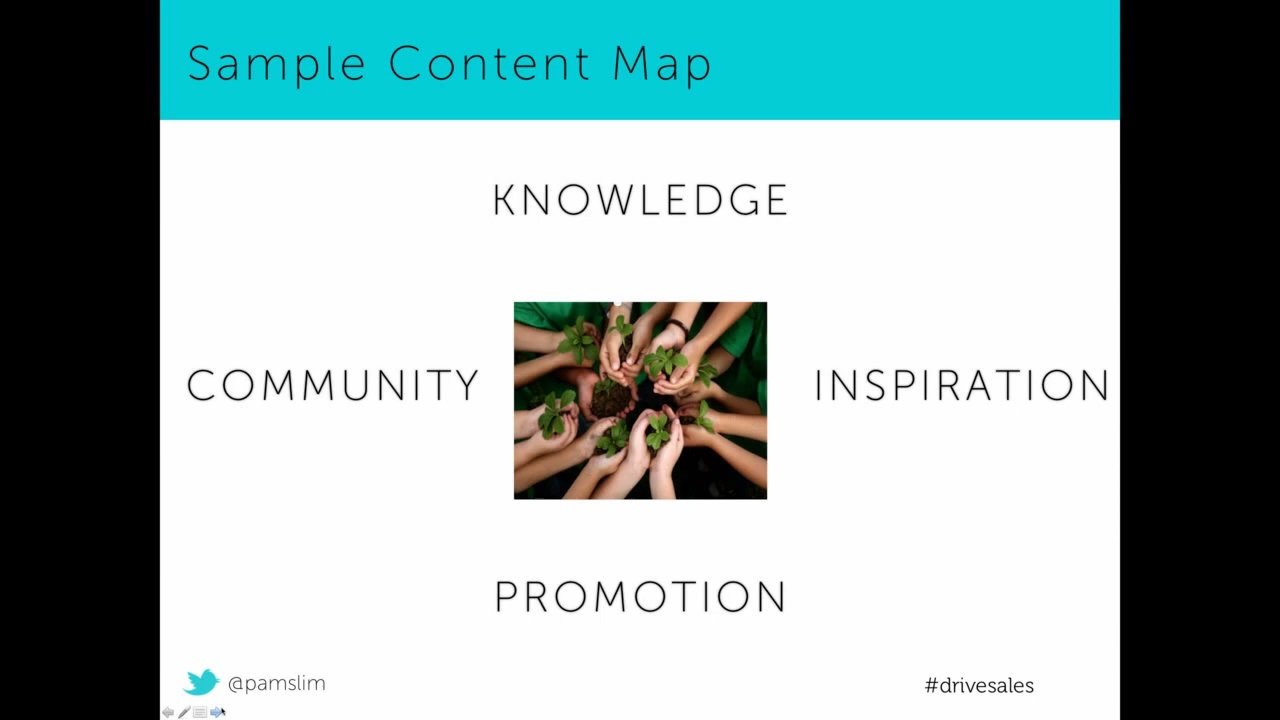 Sample Content Map
KNOWLEDGE
COMMUNITY
INSPIRATION
PROMOTION
@pamslim
#drivesales